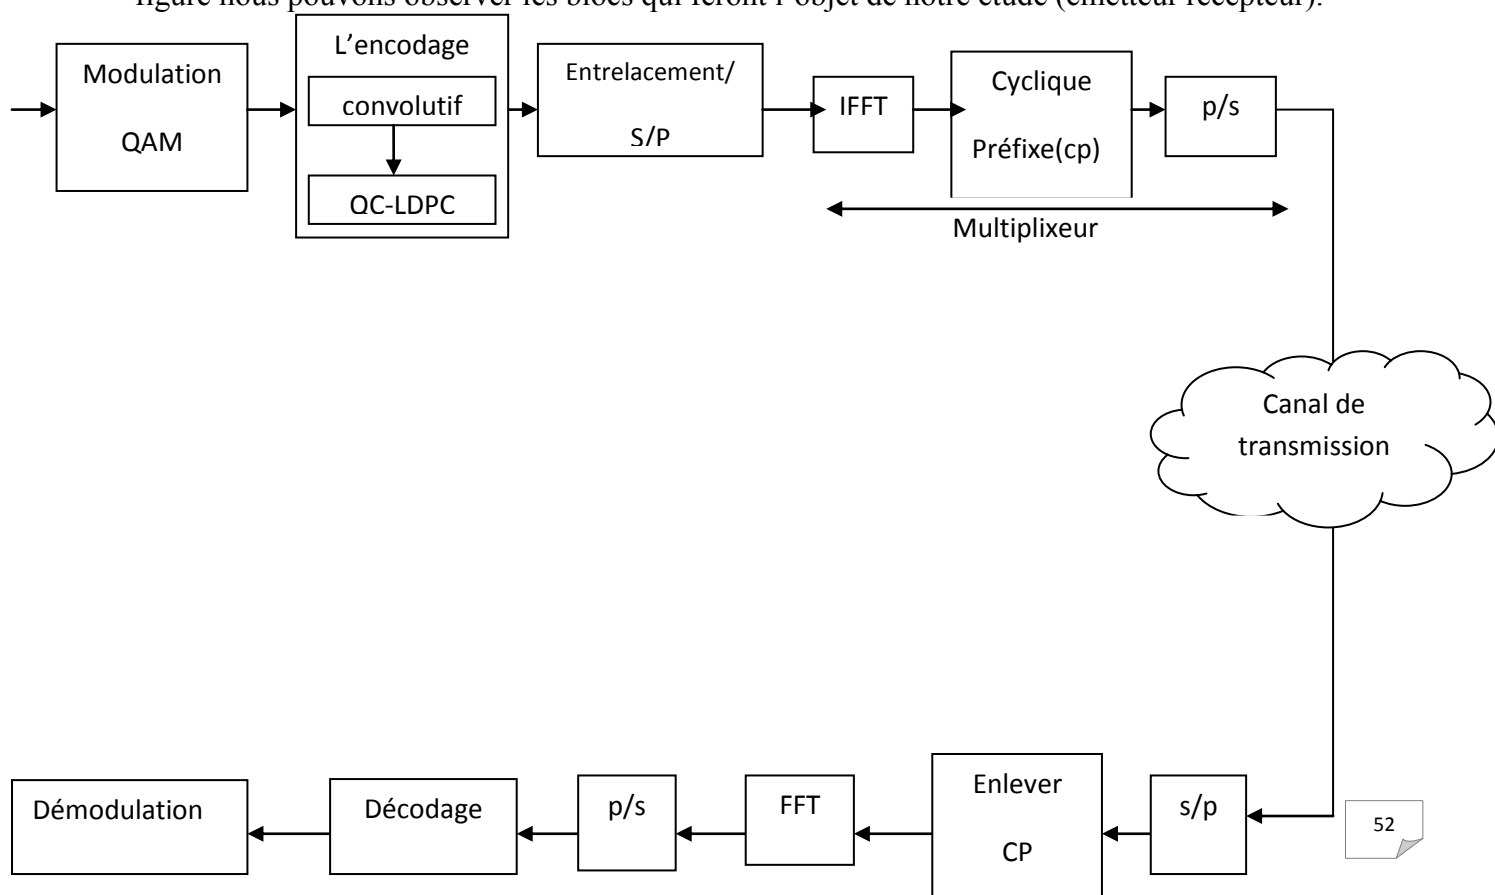 figure nous pouvons observer les blocs qui feront l'objet de notre étude (émetteur récepteur).
Modulation
QAM
L'encodage
convolutif
QC-LDPC
Entrelacement/
S/P
IFFT
Cyclique
Préfixe(cp)
p/s
Multiplixeur
Canal de
transmission
Démodulation
Décodage
p/s
FFT
Enlever
CP
s/p
52